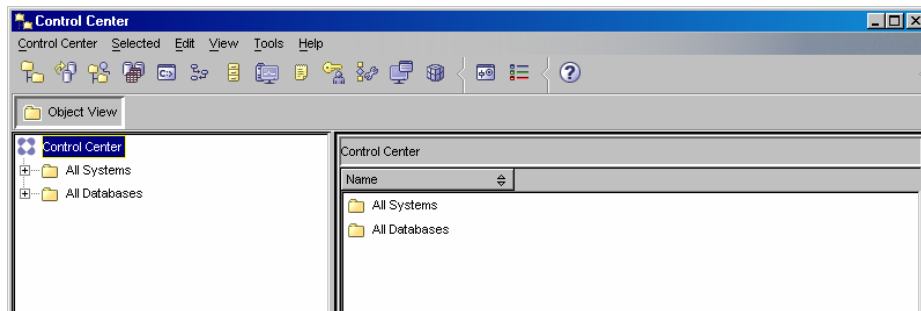 Control Center
Control Center Selected Edit View Tools Help
Object View
Control Center
All Systems
All Databases
Control Center
Name
All Systems
All Databases